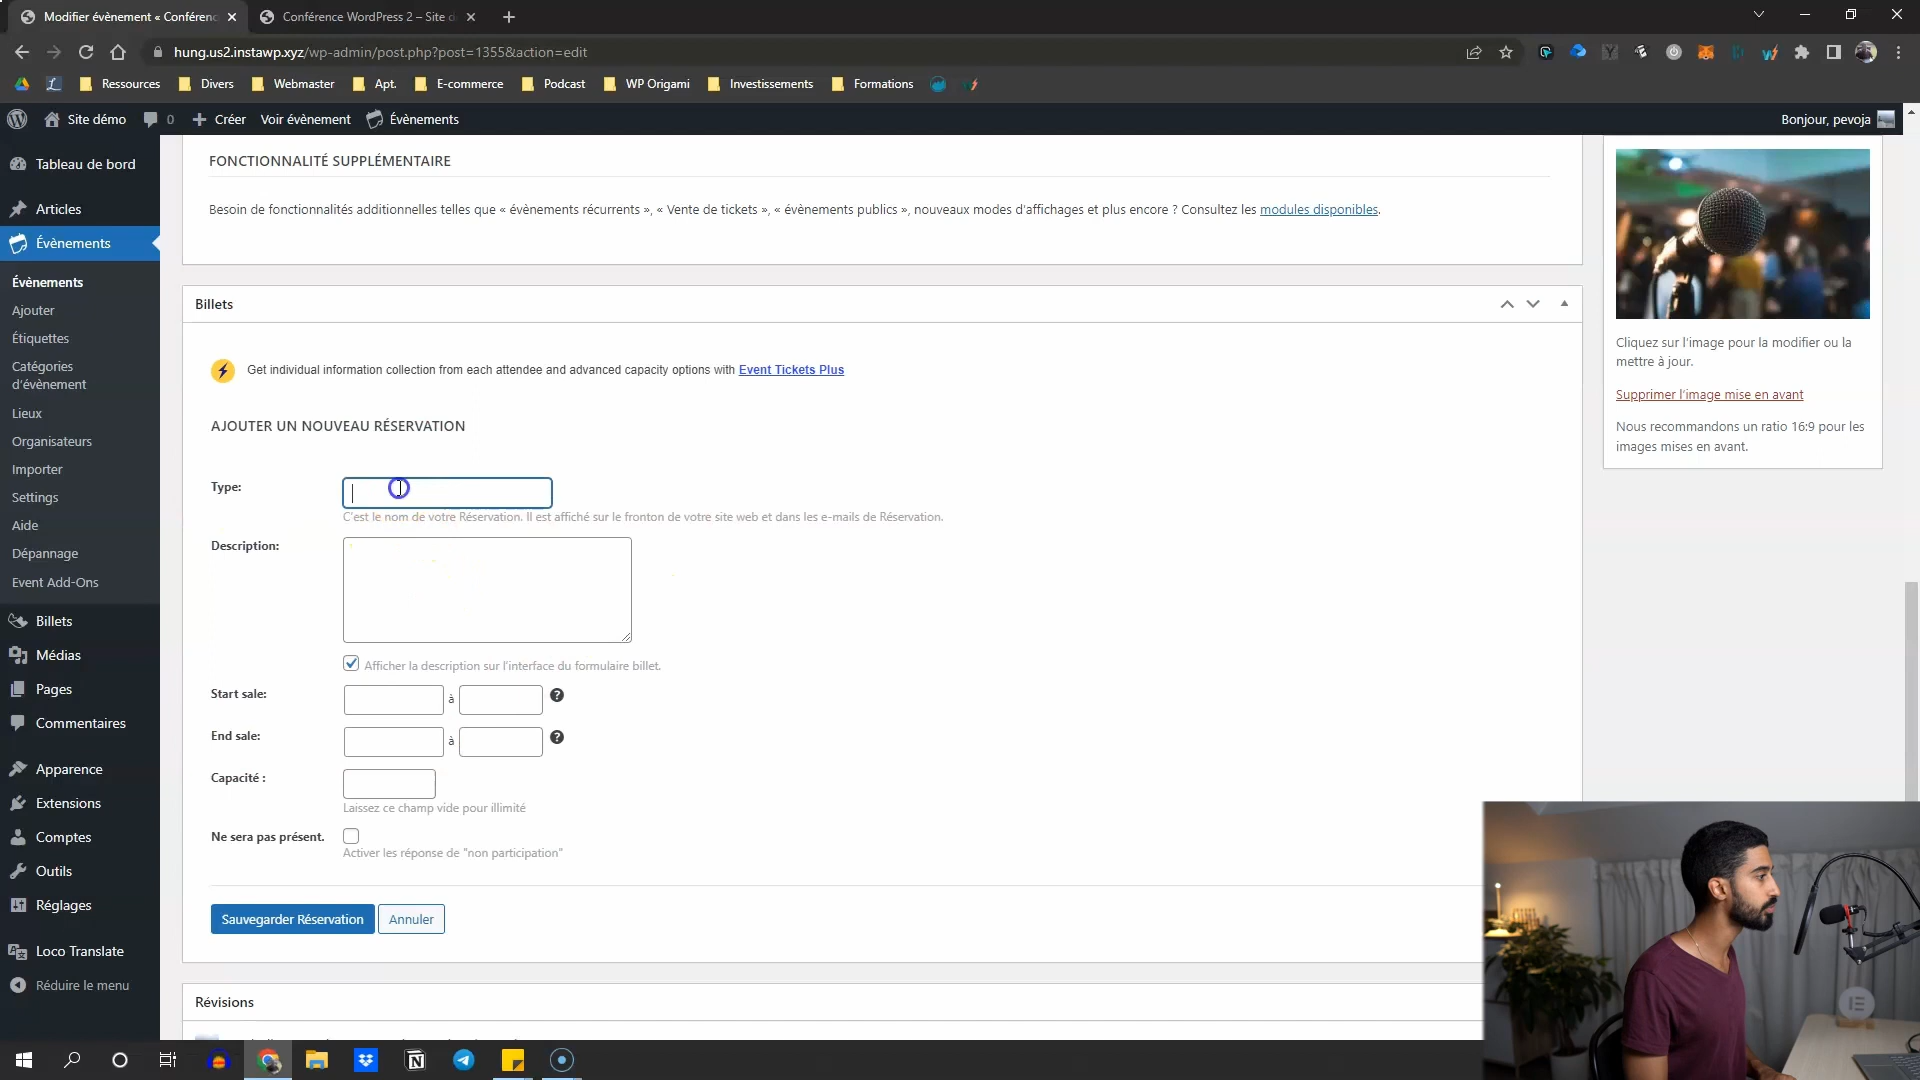 Modifier évènement « Conférenc
Conférence WordPress 2 – Site d
hung.us2.instawp.xyz/wp-admin/post.php?post=1355&action=edit
Ressources
Divers
Webmaster
Apt.
E-commerce
Podcast
WP Origami
Investissements
Formations
Site démo
0
Créer
Voir évènement
Évènements
Bonjour, pevoja
Tableau de bord
Articles
Évènements
Évènements
Ajouter
Étiquettes
Catégories
d'évènement
Lieux
Organisateurs
Importer
Settings
Aide
Dépannage
Event Add-Ons
Billets
Médias
Pages
Commentaires
Apparence
Extensions
Comptes
Outils
Réglages
Loco Translate
Réduire le menu
FONCTIONNALITÉ SUPPLÉMENTAIRE
Besoin de fonctionnalités additionnelles telles que « évènements récurrents », « Vente de tickets », « évènements publics », nouveaux modes d'affichages et plus encore ? Consultez les modules disponibles.
Billets
Get individual information collection from each attendee and advanced capacity options with Event Tickets Plus
AJOUTER UN NOUVEAU RÉSERVATION
Type:
C'est le nom de votre Réservation. Il est affiché sur le fronton de votre site web et dans les e-mails de Réservation.
Description:
Afficher la description sur l'interface du formulaire billet.
Start sale:
à
?
End sale:
à
?
Capacité :
Laissez ce champ vide pour illimité
Ne sera pas présent.
Activer les réponse de "non participation"
Sauvegarder Réservation
Annuler
Révisions
Cliquez sur l'image pour la modifier ou la
mettre à jour.
Supprimer l'image mise en avant
Nous recommandons un ratio 16:9 pour les
images mises en avant.